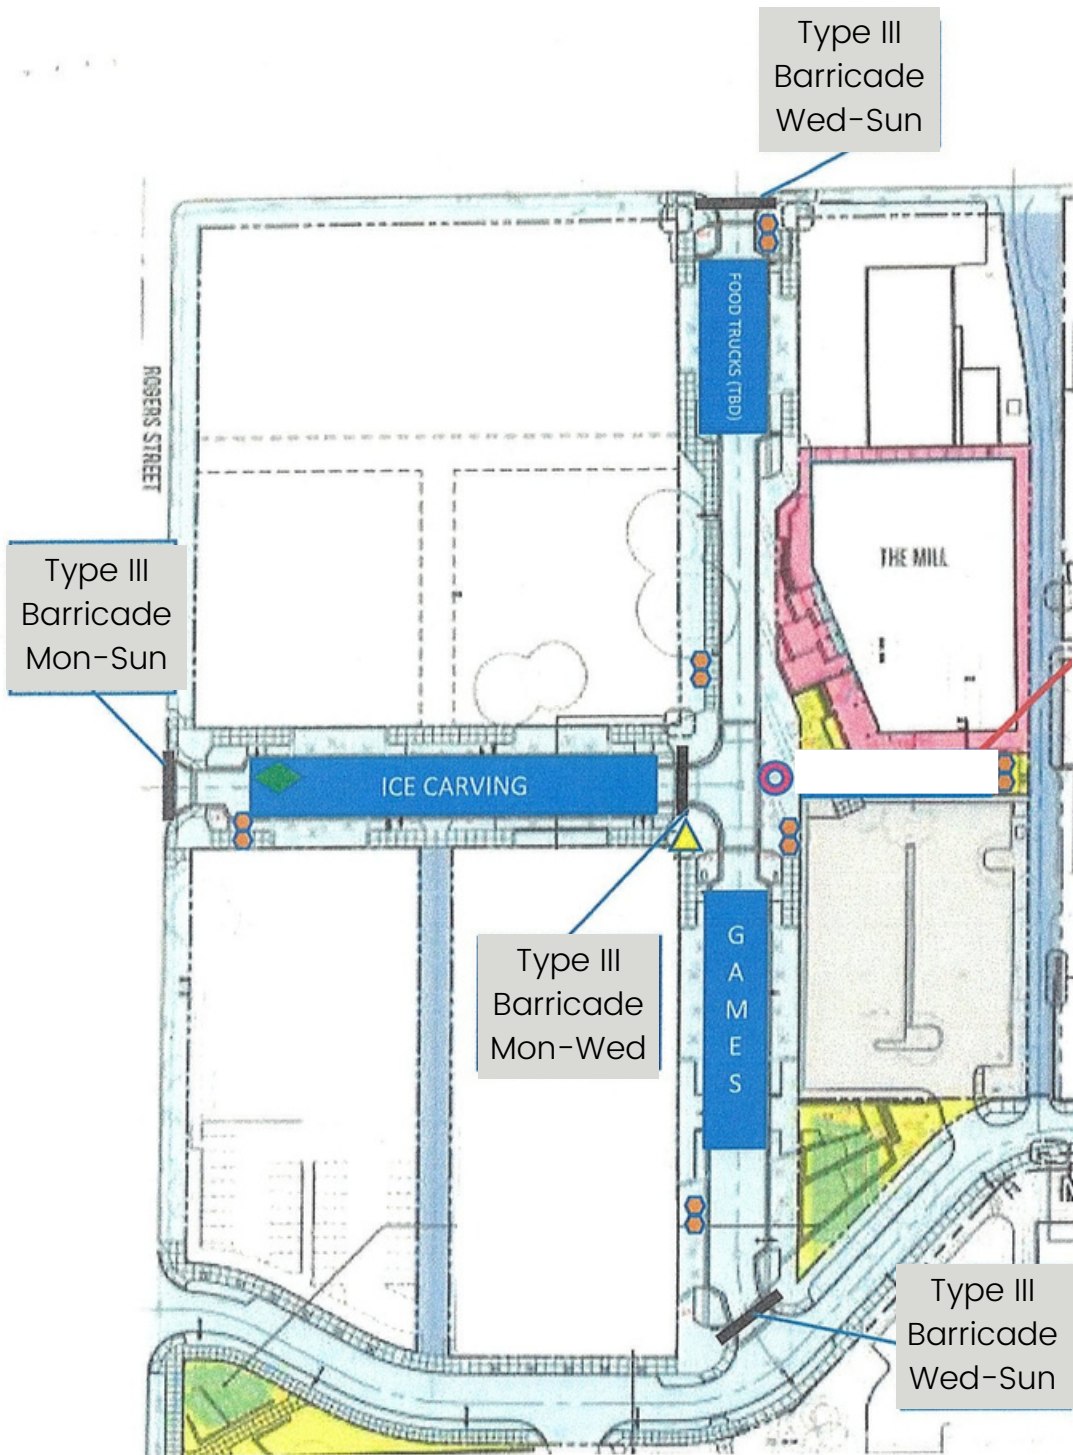 Type III
Barricade
Wed-Sun
FOOD TRUCKS (TBD)
ROGERS STREET
THE MILL
Type III
Barricade
Mon-Sun
ICE CARVING
Type III
Barricade
Mon-Wed
GAMES
Type III
Barricade
Wed-Sun